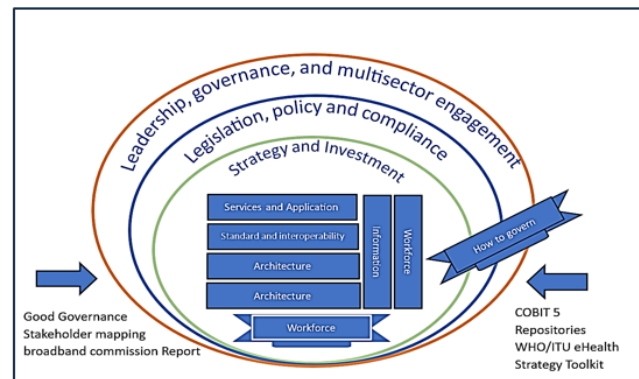 Leadership, governance, and multisector engagement
Legislation, policy and compliance
Strategy and Investment
Services and Application
Standard and interoperability
Architecture
Architecture
Information
Workforce
Workforce
How to govern
Good Governance
Stakeholder mapping
broadband commission Report
COBIT 5
Repositories
WHO/ITU eHealth
Strategy Toolkit